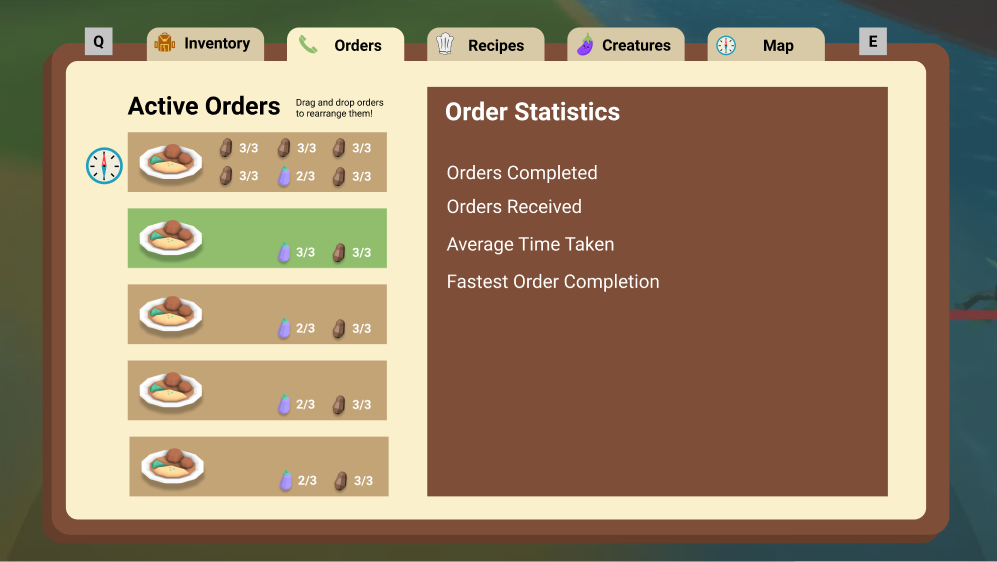 Q
Inventory
Orders
Recipes
Creatures
Map
E
Active Orders
Drag and drop orders
to rearrange them!
3/3 3/3 3/3
3/3 2/3 3/3
3/3 3/3
2/3 3/3
2/3 3/3
2/3 3/3
Order Statistics
Orders Completed
Orders Received
Average Time Taken
Fastest Order Completion